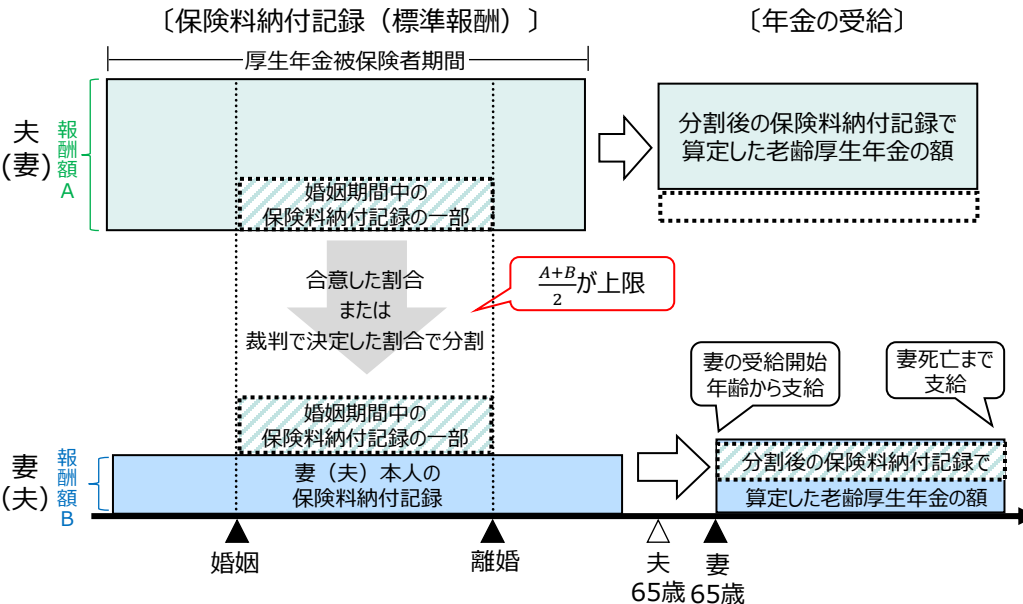 〔保険料納付記録（標準報酬）〕
〔年金の受給〕
厚生年金被保険者期間
夫
(妻)
報酬額A
分割後の保険料納付記録で
算定した老齢厚生年金の額
婚姻期間中の
保険料納付記録の一部
合意した割合
または
裁判で決定した割合で分割
A+B
2
が上限
妻の受給開始
年齢から支給
妻死亡まで
支給
婚姻期間中の
保険料納付記録の一部
妻
(夫)
報酬額B
妻（夫）本人の
保険料納付記録
分割後の保険料納付記録で
算定した老齢厚生年金の額
婚姻
離婚
夫
65歳
妻
65歳